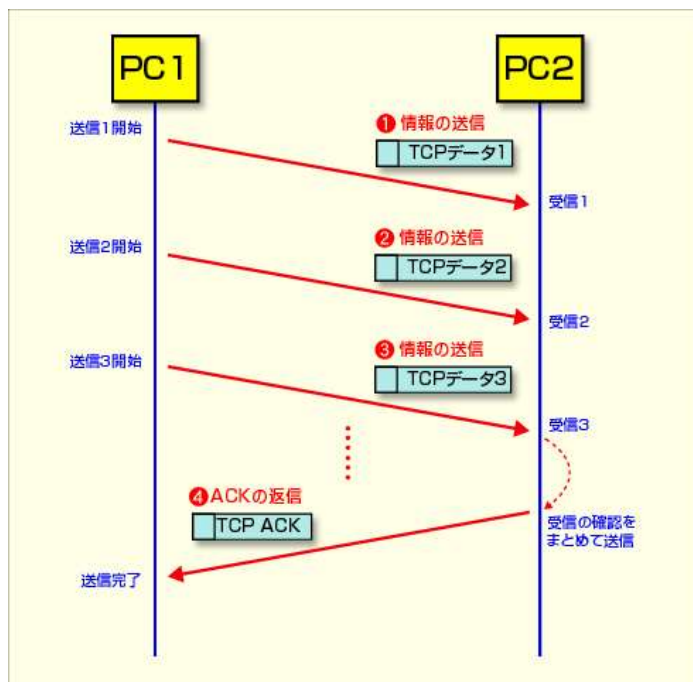 PC1
PC2
送信1開始
❶ 情報の送信
TCPデータ1
受信1
送信2開始
❷ 情報の送信
TCPデータ2
受信2
送信3開始
❸ 情報の送信
TCPデータ3
受信3
❹ ACKの返信
TCP ACK
受信の確認を
まとめて送信
送信完了